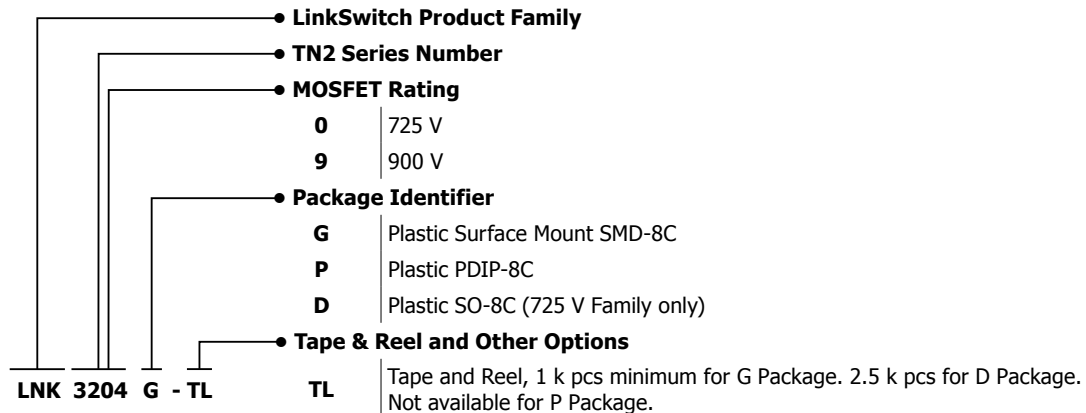 LinkSwitch Product Family
TN2 Series Number
MOSFET Rating
0 725 V
9 900 V
Package Identifier
G Plastic Surface Mount SMD-8C
P Plastic PDIP-8C
D Plastic SO-8C (725 V Family only)
Tape & Reel and Other Options
TL Tape and Reel, 1 k pcs minimum for G Package. 2.5 k pcs for D Package.
Not available for P Package.
LNK 3204 G - TL